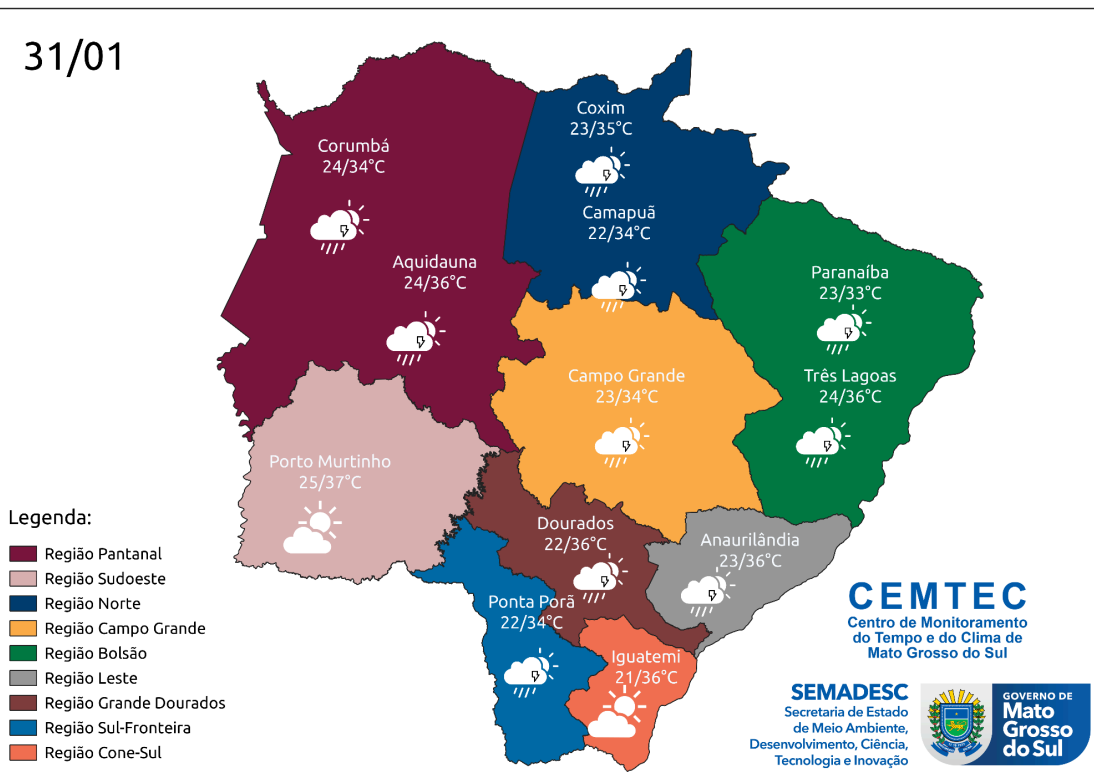 31/01
Coxim
23/35°C
Corumbá
24/34°C
Camapuã
22/34°C
Aquidauna
24/36°C
Paranaíba
23/33°C
Campo Grande
23/34°C
Três Lagoas
24/36°C
Porto Murtinho
25/37°C
Dourados
22/36°C
Anaurilândia
23/36°C
Ponta Porã
22/34°C
Iguatemi
21/36°C
Legenda:
Região Pantanal
Região Sudoeste
Região Norte
Região Campo Grande
Região Bolsão
Região Leste
Região Grande Dourados
Região Sul-Fronteira
Região Cone-Sul
CEMTEC
Centro de Monitoramento
do Tempo e do Clima de
Mato Grosso do Sul
SEMADESC
Secretaria de Estado
de Meio Ambiente,
Desenvolvimento, Ciência,
Tecnologia e Inovação
GOVERNO DE
Mato
Grosso
do Sul